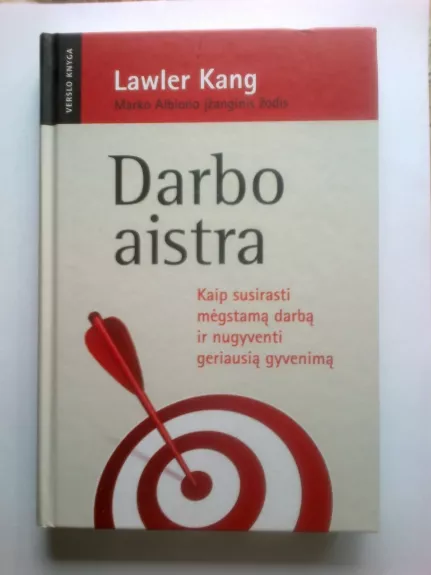 VERSLO KNYGA
Lawler Kang
Marko Albiono įžanginis žodis
Darbo
aistra
Kaip susirasti
mėgstamą darbą
ir nugyventi
geriausią gyvenimą